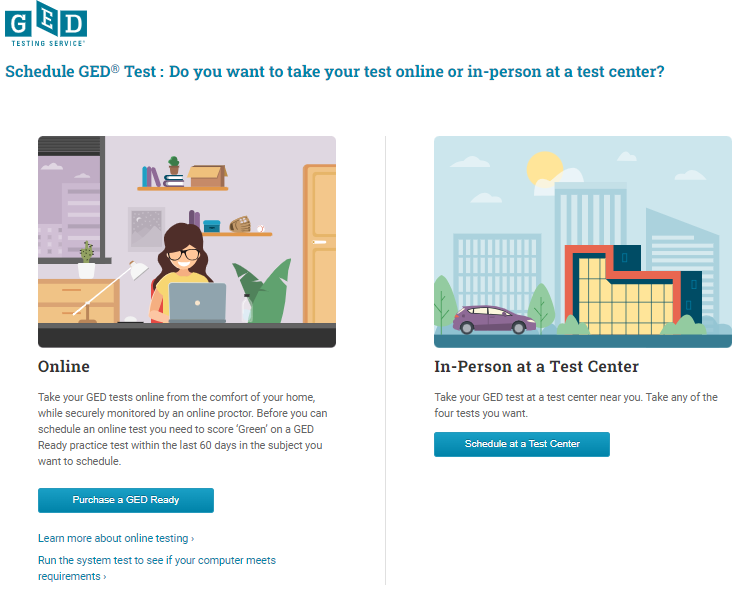 GED
TESTING SERVICE®
Schedule GED® Test : Do you want to take your test online or in-person at a test center?
Online
Take your GED tests online from the comfort of your home,
while securely monitored by an online proctor. Before you can
schedule an online test you need to score ‘Green’ on a GED
Ready practice test within the last 60 days in the subject you
want to schedule.
Purchase a GED Ready
Learn more about online testing ›
Run the system test to see if your computer meets
requirements ›
In-Person at a Test Center
Take your GED test at a test center near you. Take any of the
four tests you want.
Schedule at a Test Center